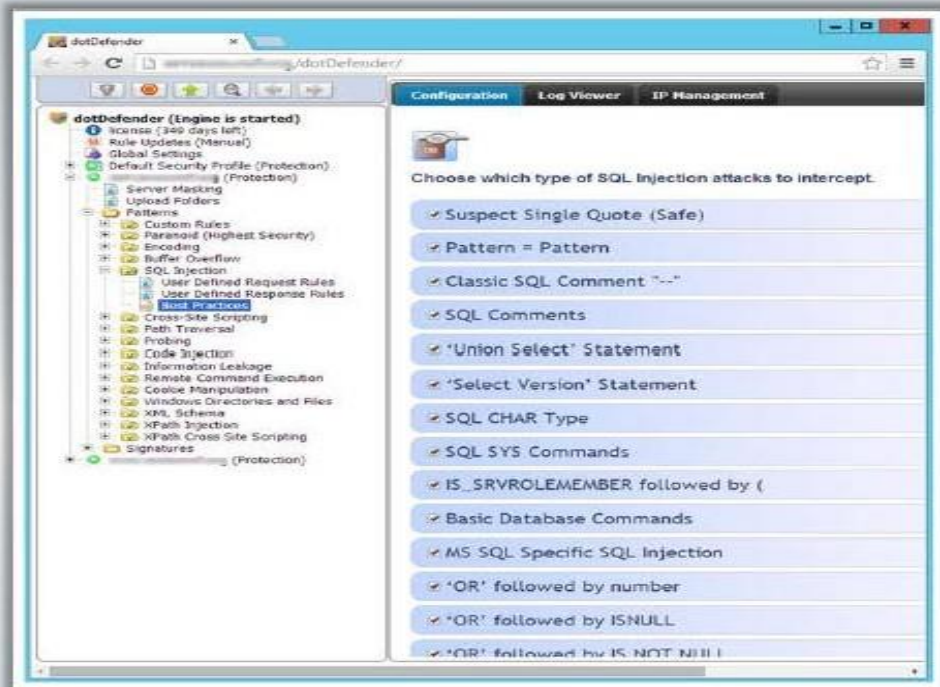 dotDefender
/dotDefender/
dotDefender (Engine is started)
license (349 days left)
Rule Updates (Manual)
Global Settings
Default Security Profile (Protection)
(Protection)
Server Masking
Upload Folders
Patterns
Custom Rules
Paranoid (Highest Security)
Encoding
Buffer Overflow
SQL Injection
User Defined Request Rules
User Defined Response Rules
Best Practices
Cross-Site Scripting
Path Traversal
Probing
Code Injection
Information Leakage
Remote Command Execution
Cookie Manipulation
Windows Directories and Files
XML Schema
XPath Injection
XPath Cross Site Scripting
Signatures
(Protection)
Configuration Log Viewer IP Management
Choose which type of SQL Injection attacks to intercept.
Suspect Single Quote (Safe)
Pattern = Pattern
Classic SQL Comment "--"
SQL Comments
'Union Select' Statement
'Select Version' Statement
SQL CHAR Type
SQL SYS Commands
IS_SRVROLEMEMBER followed by (
Basic Database Commands
MS SQL Specific SQL Injection
'OR' followed by number
'OR' followed by ISNULL
'OR' followed by IS NOT NULL